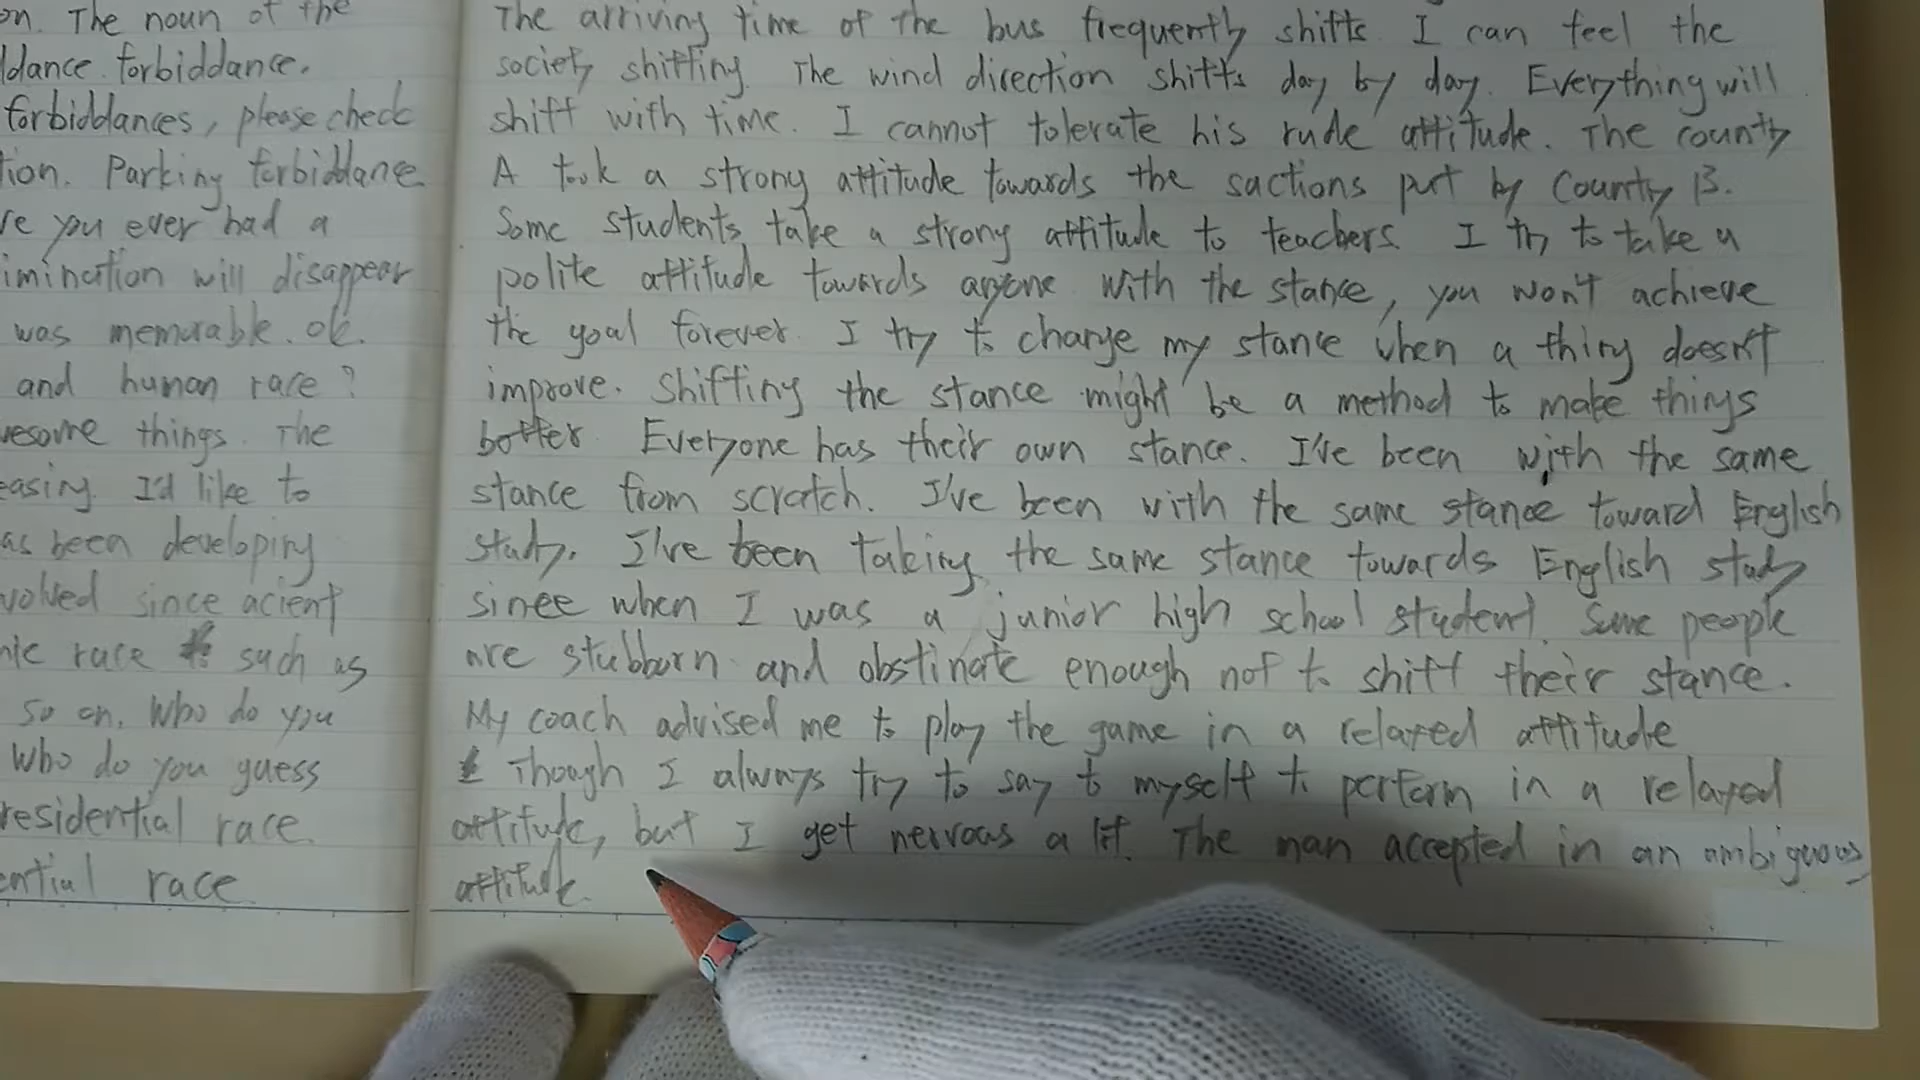 on. The noun of the
ldance forbiddance.
forbiddances, please check
tion. Parking forbiddance.
ve you ever had a
imination will disappear
was memorable. ok.
and human race?
wesome things. The
easing. I'd like to
as been developing
volved since acient
nic race such as
so on. Who do you
Who do you guess
residential race.
ential race.
The arriving time of the bus frequently shifts. I can feel the
society shifting. The wind direction shifts day by day. Everything will
shift with time. I cannot tolerate his rude attitude. The county
A took a strong attitude towards the sactions put by County B.
Some students take a strong attitude to teachers. I try to take a
polite attitude towards anyone. With the stance, you won't achieve
the goal forever. I try to change my stance when a thing doesn't
improve. Shifting the stance might be a method to make things
better. Everyone has their own stance. I've been with the same
stance from scratch. I've been with the same stance toward English
study. I've been taking the same stance towards English study
since when I was a junior high school student. Some people
are stubborn and obstinate enough not to shift their stance.
My coach advised me to play the game in a relaxed attitude
Though I always try to say to myself to perform in a relaxed
attitude, but I get nervous a lot. The man accepted in an ambiguous
attitude.